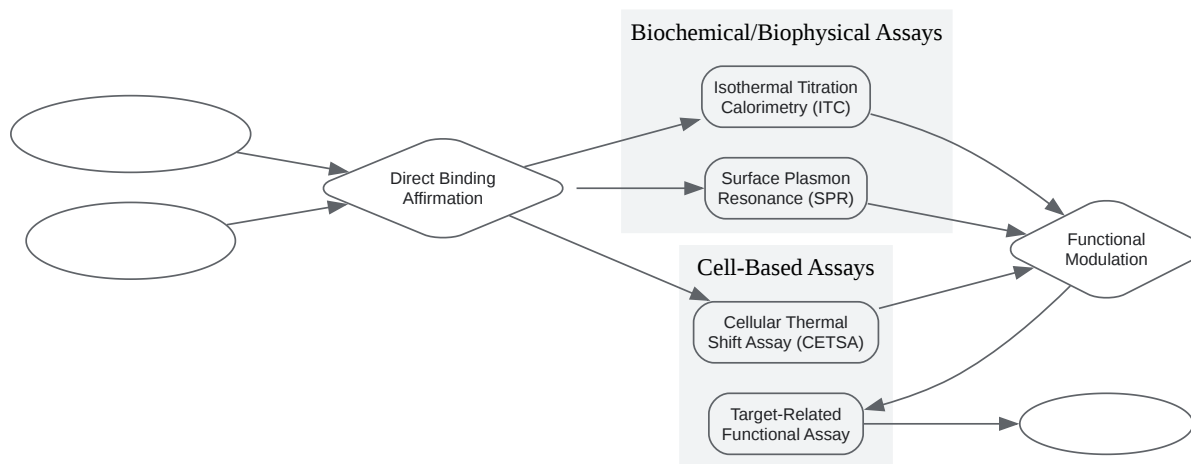 Biochemical/Biophysical Assays
Isothermal Titration
Calorimetry (ITC)
Direct Binding
Affirmation
Surface Plasmon
Resonance (SPR)
Functional
Modulation
Cell-Based Assays
Cellular Thermal
Shift Assay (CETSA)
Target-Related
Functional Assay